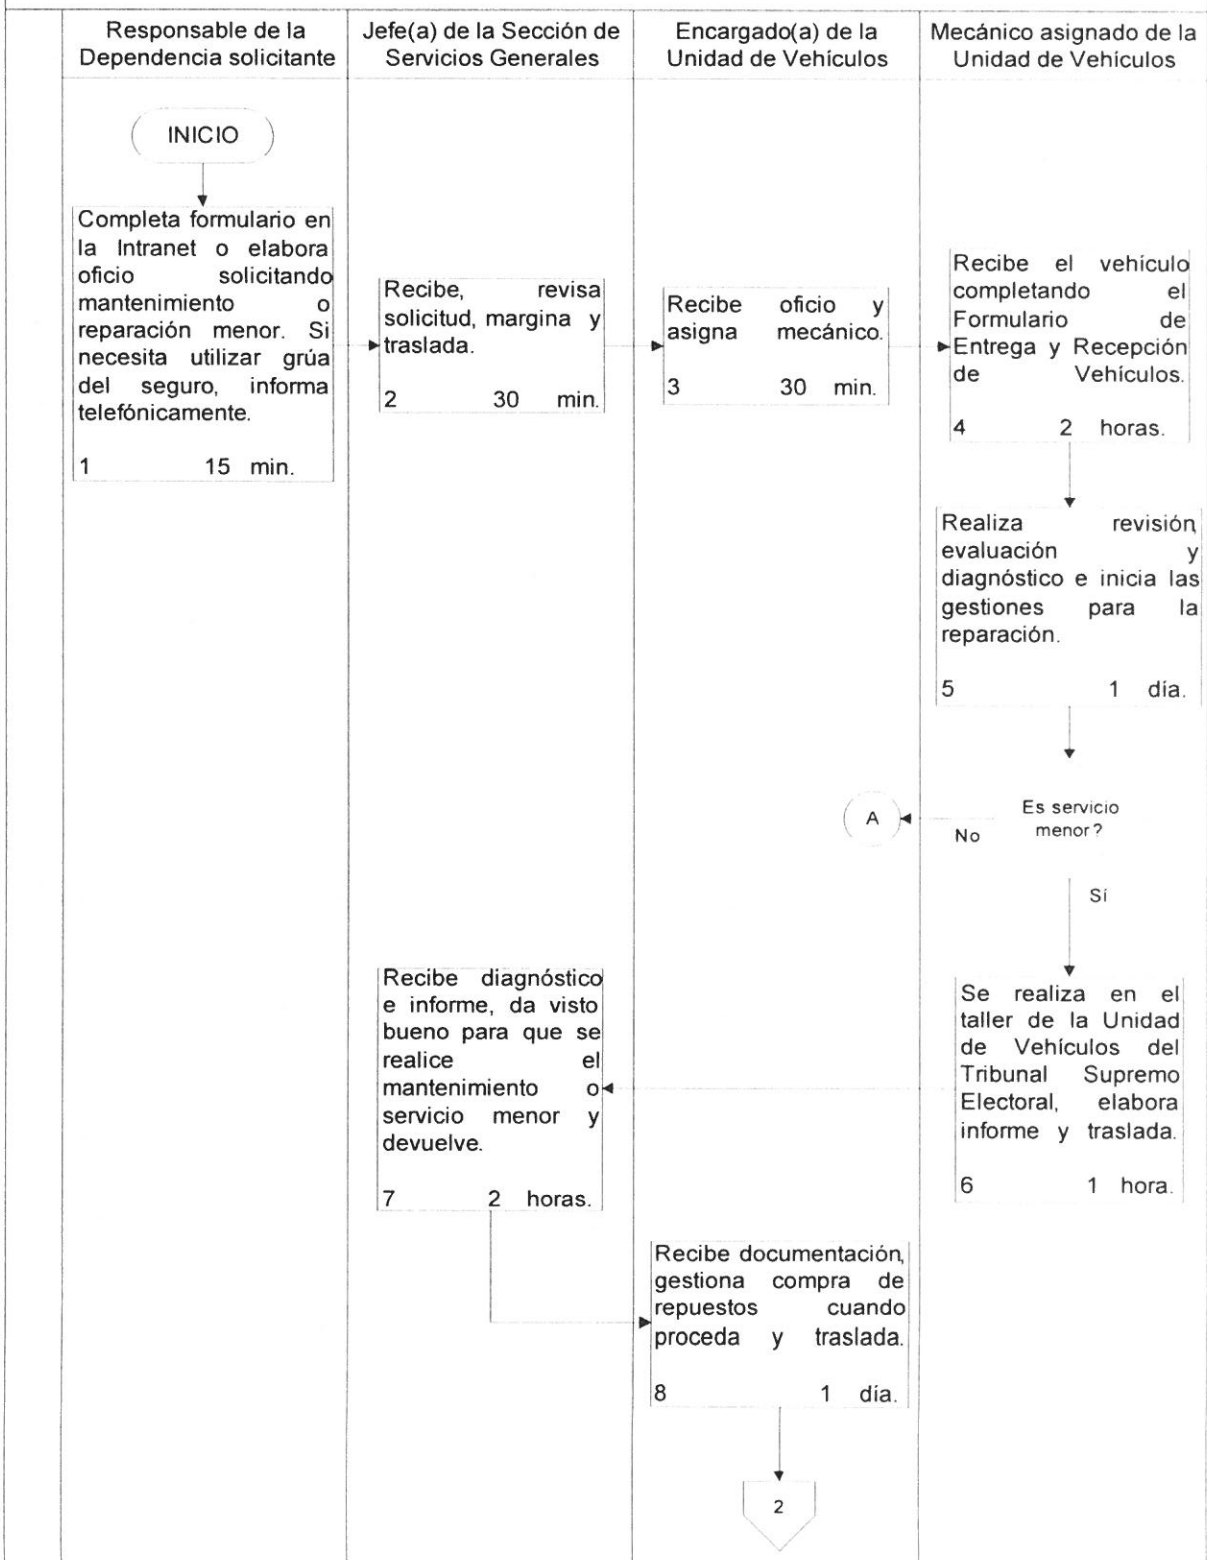 Responsable de la
Dependencia solicitante
Jefe(a) de la Sección de
Servicios Generales
Encargado(a) de la
Unidad de Vehículos
Mecánico asignado de la
Unidad de Vehículos
INICIO
Completa formulario en
la Intranet o elabora
oficio solicitando
mantenimiento o
reparación menor. Si
necesita utilizar grúa
del seguro, informa
telefónicamente.
1 15 min.
Recibe, revisa
solicitud, margina y
traslada.
2 30 min.
Recibe oficio y
asigna mecánico.
3 30 min.
Recibe el vehículo
completando el
Formulario de
Entrega y Recepción
de Vehículos.
4 2 horas.
Realiza revisión,
evaluación y
diagnóstico e inicia las
gestiones para la
reparación.
5 1 día.
Es servicio
menor?
No
A
Sí
Se realiza en el
taller de la Unidad
de Vehículos del
Tribunal Supremo
Electoral, elabora
informe y traslada.
6 1 hora.
Recibe diagnóstico
e informe, da visto
bueno para que se
realice el
mantenimiento o
servicio menor y
devuelve.
7 2 horas.
Recibe documentación,
gestiona compra de
repuestos cuando
proceda y traslada.
8 1 día.
2